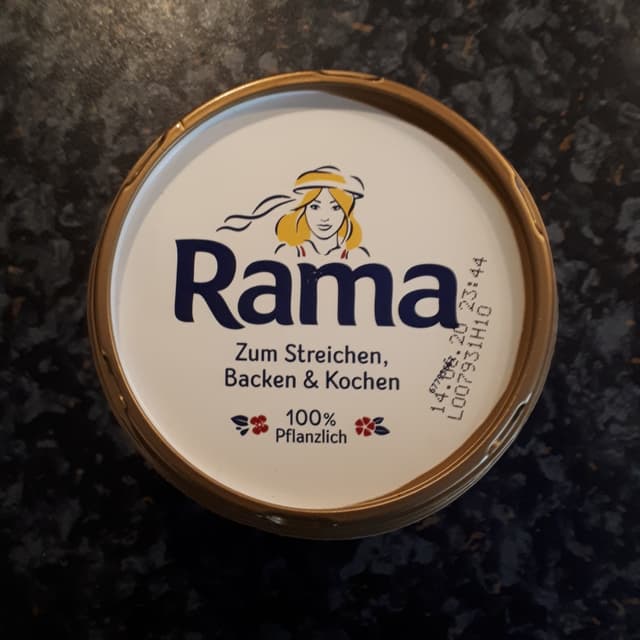 Rama
Zum Streichen,
Backen & Kochen
100%
Pflanzlich
23:44
L007931H10